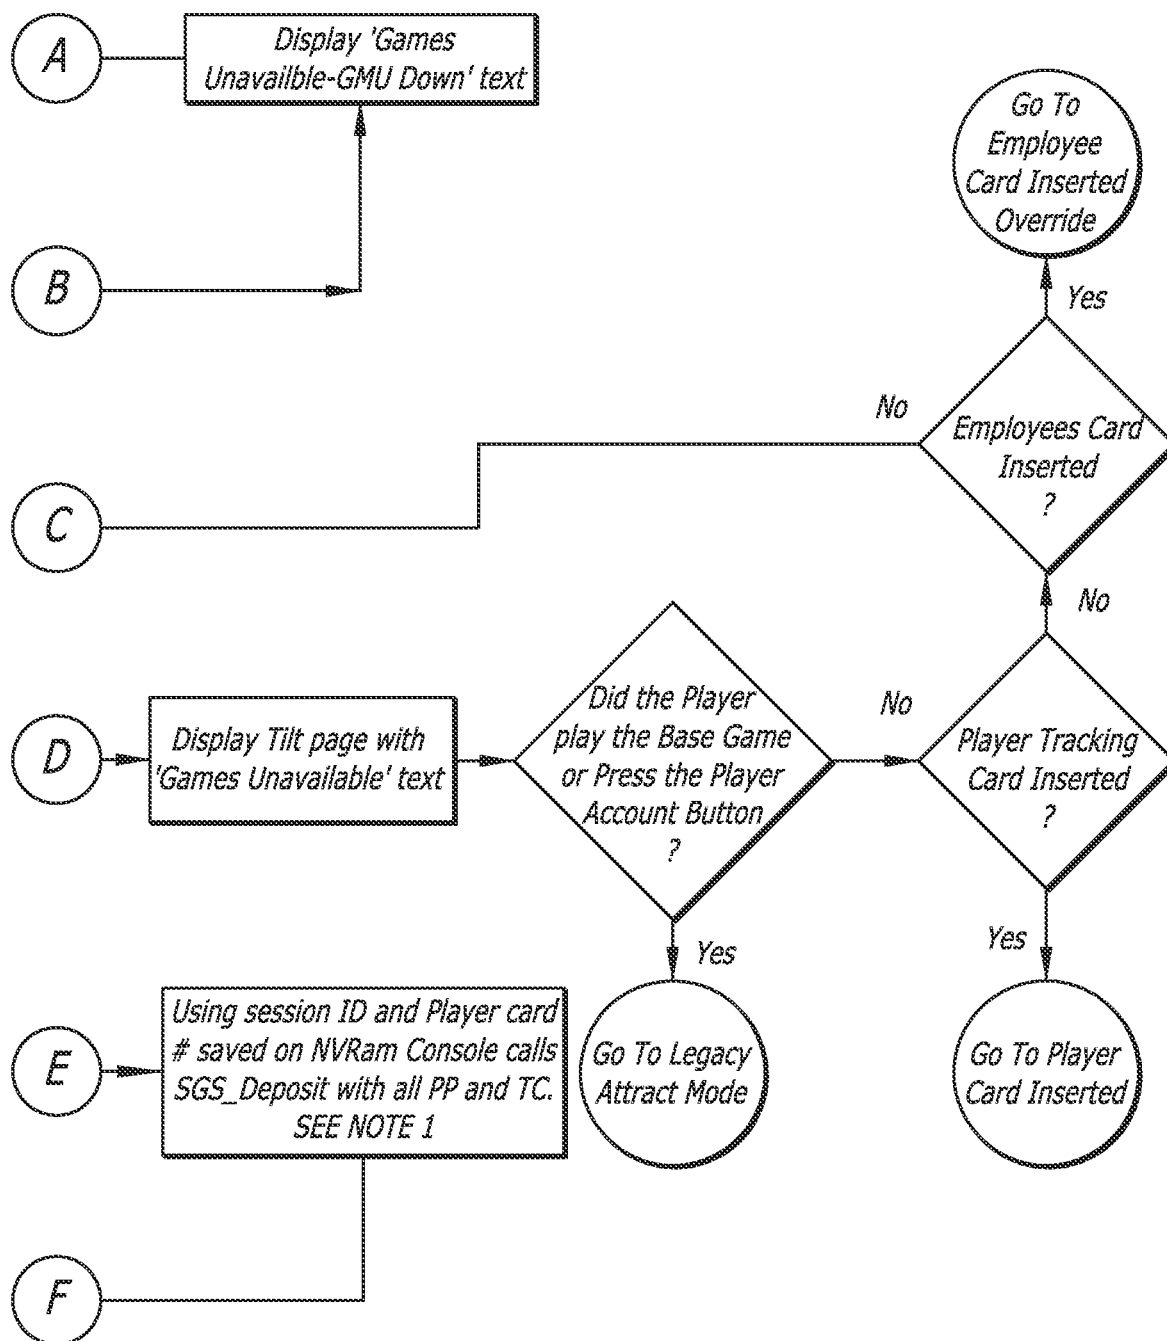 A
Display 'Games
Unavailble-GMU Down' text
Go To
Employee
Card Inserted
Override
B
Yes
No
Employees Card
Inserted
?
C
No
Did the Player
play the Base Game
or Press the Player
Account Button
?
No
Player Tracking
Card Inserted
?
D
Display Tilt page with
'Games Unavailable' text
Yes
Yes
E
Using session ID and Player card
# saved on NVRam Console calls
SGS_Deposit with all PP and TC.
SEE NOTE 1
Go To Legacy
Attract Mode
Go To Player
Card Inserted
F